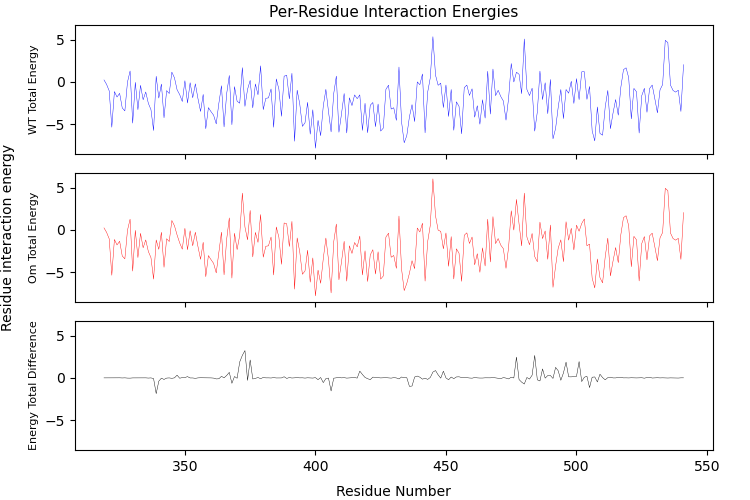 Per-Residue Interaction Energies
Residue interaction energy
WT Total Energy
5
0
−5
Om Total Energy
5
0
−5
Energy Total Difference
5
0
−5
350
400
450
500
550
Residue Number